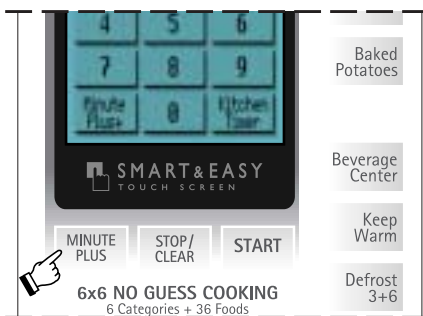 4 5 6
7 8 9
Minute
Plus+
0
Kitchen
Timer
SMART&EASY
TOUCH SCREEN
MINUTE
PLUS
STOP/
CLEAR
START
6x6 NO GUESS COOKING
6 Categories + 36 Foods
Baked
Potatoes
Beverage
Center
Keep
Warm
Defrost
3+6